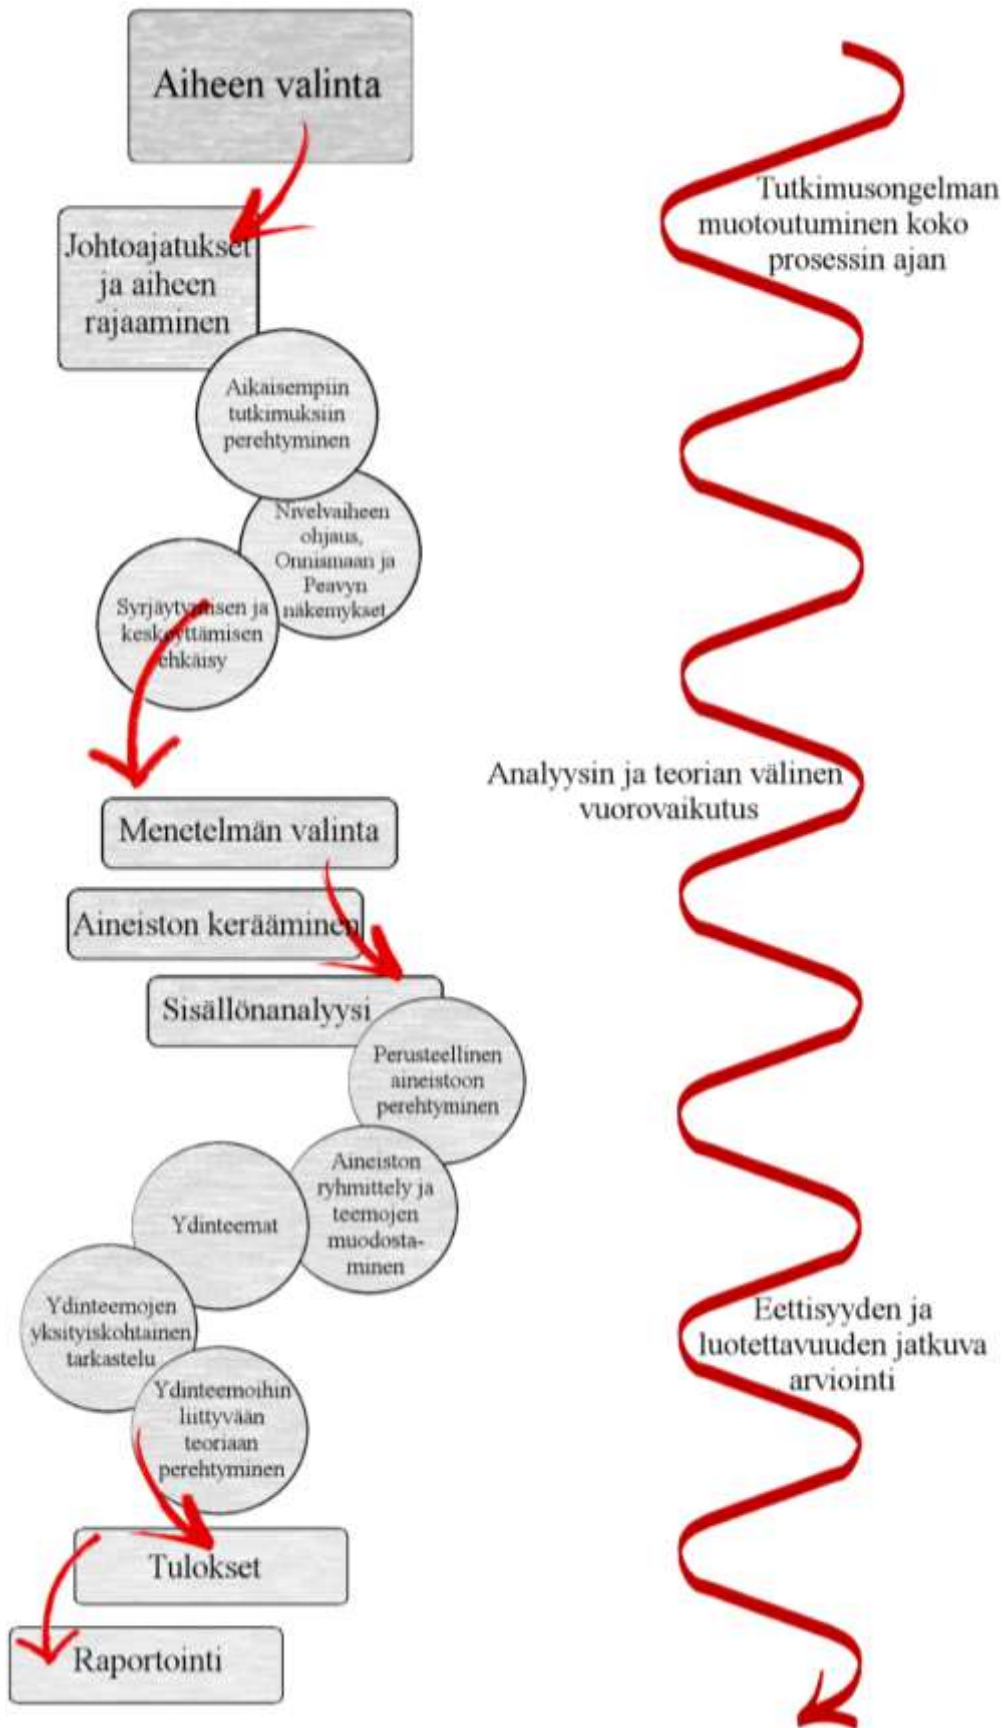 Aiheen valinta
Johtoajatukset
ja aiheen
rajaaminen
Aikaisempiin
tutkimuksiin
perehtyminen
Nivelvaiheen
ohjaus,
Onnismaan ja
Peavyn
näkemykset
Syrjäytymisen ja
keskeyttämisen
ehkäisy
Menetelmän valinta
Aineiston kerääminen
Sisällönanalyysi
Perusteellinen
aineistoon
perehtyminen
Aineiston
ryhmittely ja
teemojen
muodosta-
minen
Ydinteemat
Ydinteemojen
yksityiskohtainen
tarkastelu
Ydinteemoihin
liittyvään
teoriaan
perehtyminen
Tulokset
Raportointi
Tutkimusongelman
muotoutuminen koko
prosessin ajan
Analyysin ja teorian välinen
vuorovaikutus
Eettisyyden ja
luotettavuuden jatkuva
arviointi